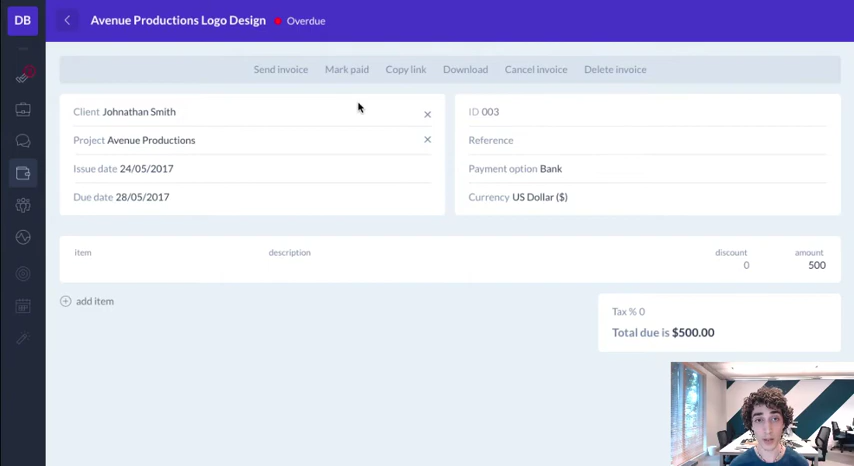 DB
Avenue Productions Logo Design Overdue
Send invoice Mark paid Copy link Download Cancel invoice Delete invoice
Client Johnathan Smith
Project Avenue Productions
Issue date 24/05/2017
Due date 28/05/2017
ID 003
Reference
Payment option Bank
Currency US Dollar ($)
item description discount amount
0 500
add item
Tax % 0
Total due is $500.00